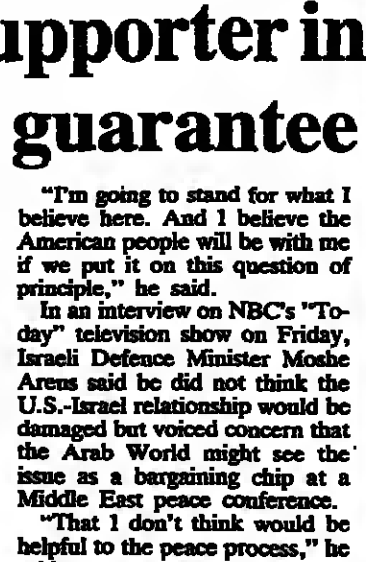 upporter in
guarantee
"I'm going to stand for what I
believe here. And I believe the
American people will be with me
if we put it on this question of
principle," he said.
In an interview on NBC's "To-
day" television show on Friday,
Israeli Defence Minister Moshe
Arens said he did not think the
U.S.-Israel relationship would be
damaged but voiced concern that
the Arab World might see the
issue as a bargaining chip at a
Middle East peace conference.
"That I don't think would be
helpful to the peace process," he